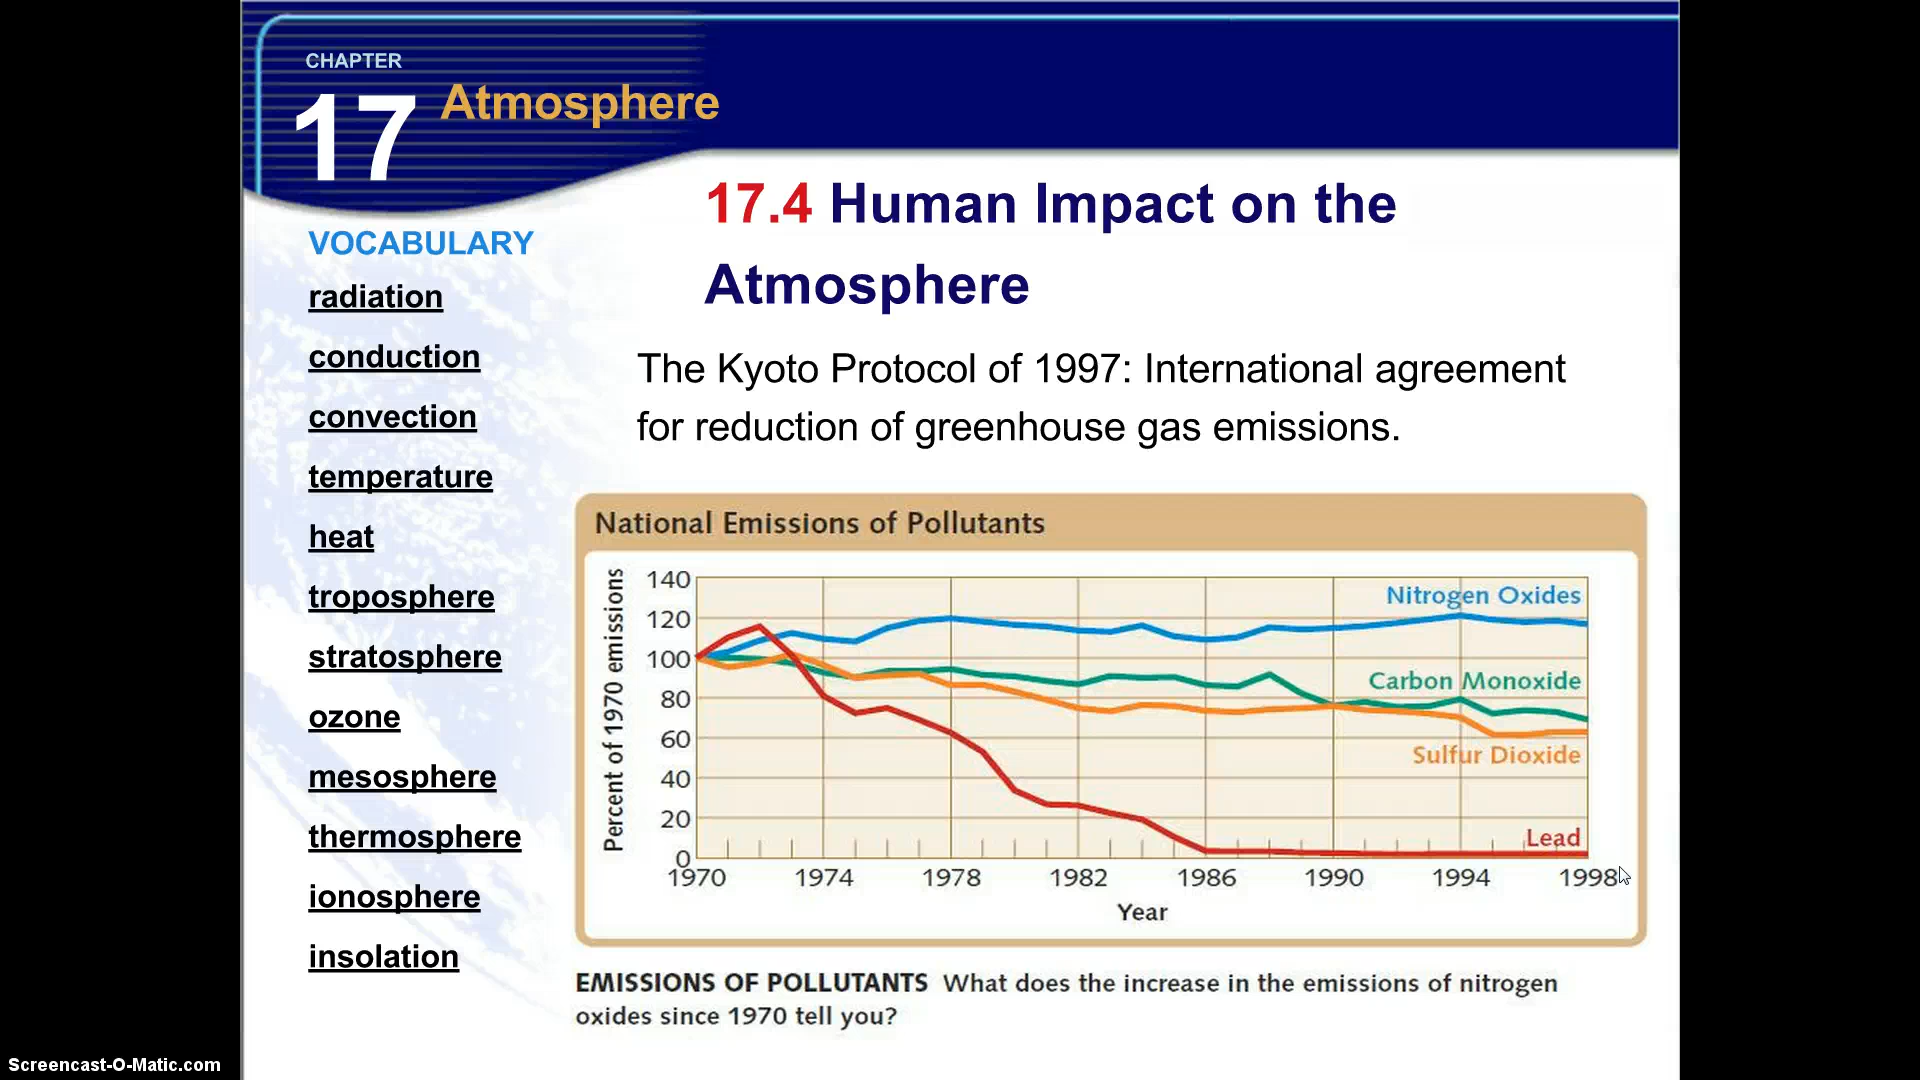 CHAPTER
17 Atmosphere
17.4 Human Impact on the
Atmosphere
VOCABULARY
radiation
conduction
convection
temperature
heat
troposphere
stratosphere
ozone
mesosphere
thermosphere
ionosphere
insolation
The Kyoto Protocol of 1997: International agreement
for reduction of greenhouse gas emissions.
National Emissions of Pollutants
Percent of 1970 emissions
140
120
100
80
60
40
20
0
Nitrogen Oxides
Carbon Monoxide
Sulfur Dioxide
Lead
1970 1974 1978 1982 1986 1990 1994 1998
Year
EMISSIONS OF POLLUTANTS What does the increase in the emissions of nitrogen
oxides since 1970 tell you?
Screencast-O-Matic.com